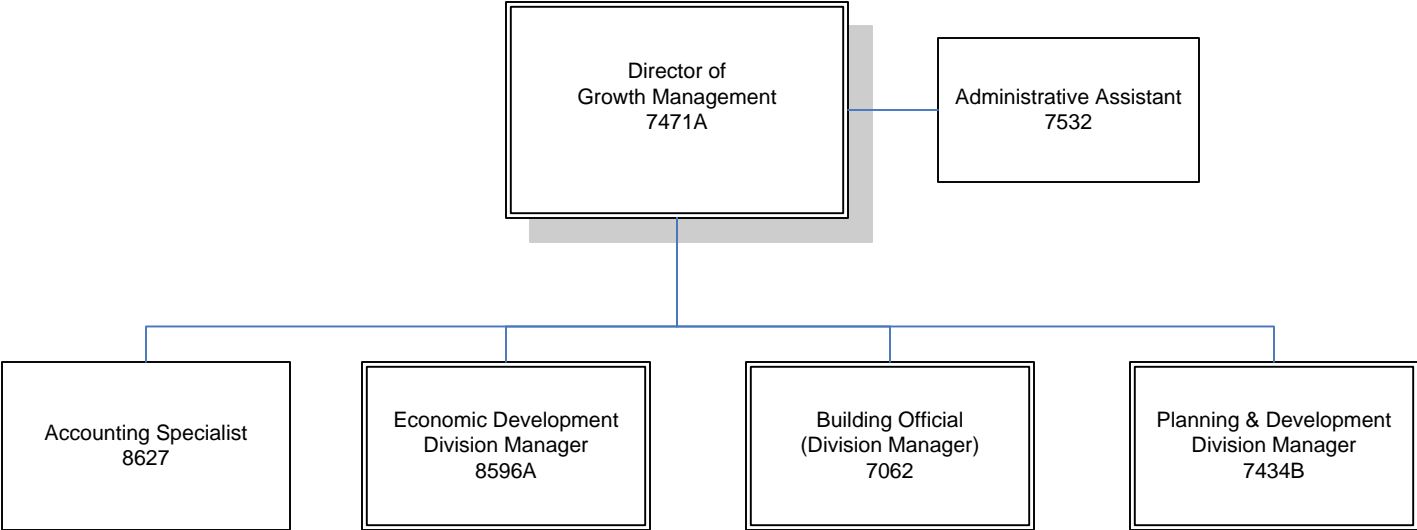 Director of
Growth Management
7471A
Administrative Assistant
7532
Accounting Specialist
8627
Economic Development
Division Manager
8596A
Building Official
(Division Manager)
7062
Planning & Development
Division Manager
7434B